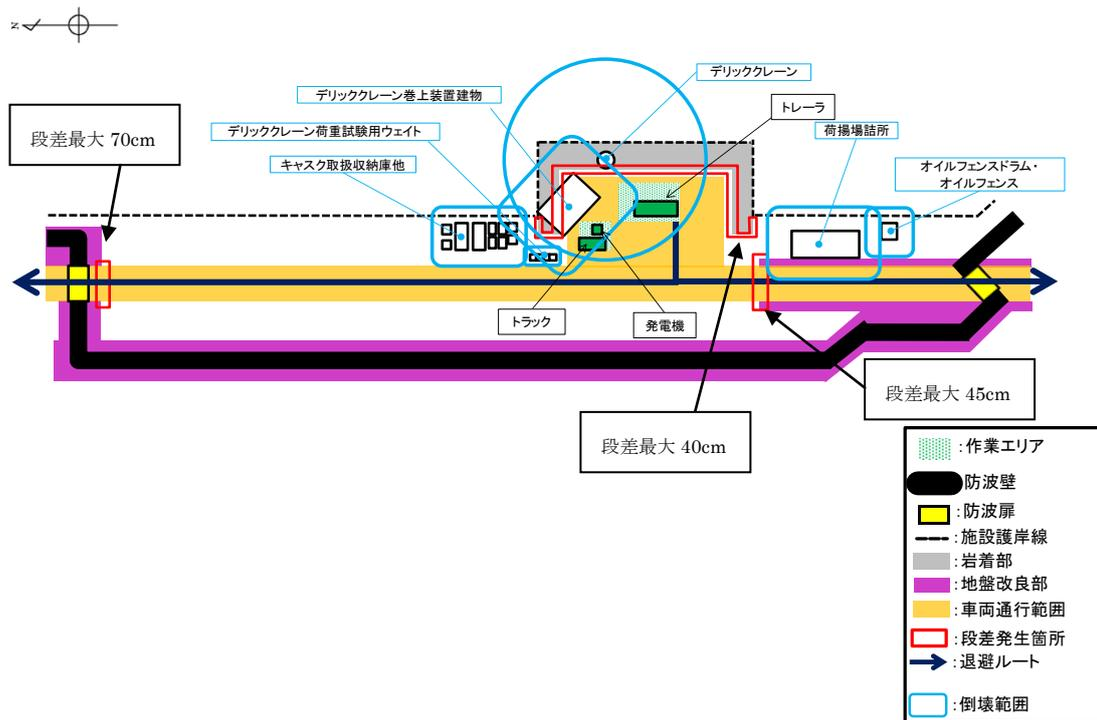 N
デリッククレーン
デリッククレーン巻上装置建物
トレーラ
段差最大 70cm
デリッククレーン荷重試験用ウェイト
荷揚場詰所
キャスク取扱収納庫他
オイルフェンスドラム・
オイルフェンス
トラック
発電機
段差最大 45cm
段差最大 40cm
:作業エリア
防波壁
:防波扉
:施設護岸線
:岩着部
:地盤改良部
:車両通行範囲
:段差発生箇所
:退避ルート
:倒壊範囲